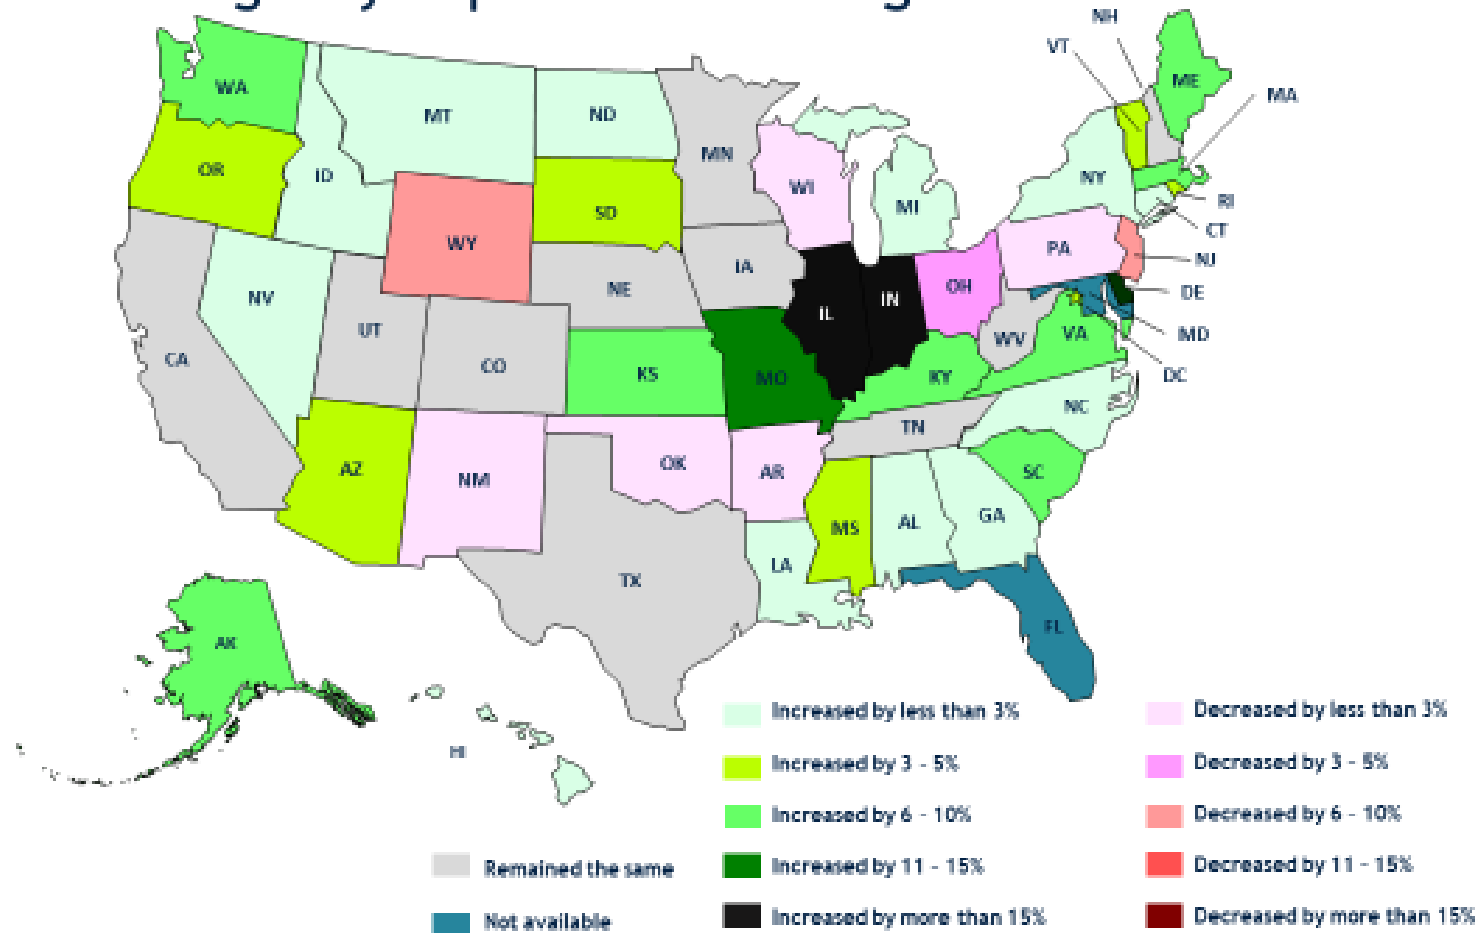 NH
VT
ME
MA
WA
MT
ND
MN
OR
ID
WI
MI
NY
SD
RI
CT
WY
PA
NJ
IA
NE
OH
DE
NV
IN
IL
UT
WV
VA
MD
CA
CO
KS
MO
KY
DC
NC
TN
AZ
OK
AR
SC
NM
MS
AL
GA
LA
TX
FL
AK
HI
Increased by less than 3%
Decreased by less than 3%
Increased by 3 - 5%
Decreased by 3 - 5%
Increased by 6 - 10%
Decreased by 6 - 10%
Remained the same
Increased by 11 - 15%
Decreased by 11 - 15%
Not available
Increased by more than 15%
Decreased by more than 15%